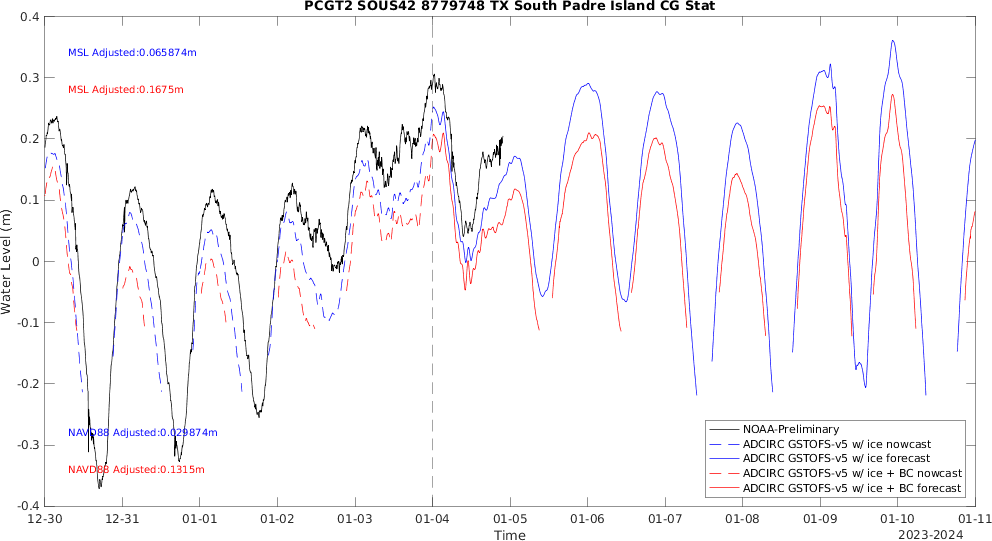 PCGT2 SOUS42 8779748 TX South Padre Island CG Stat
0.4
0.3
0.2
0.1
0
-0.1
-0.2
-0.3
-0.4
Water Level (m)
MSL Adjusted:0.065874m
MSL Adjusted:0.1675m
NAVD88 Adjusted:0.029874m
NAVD88 Adjusted:0.1315m
NOAA-Preliminary
ADCIRC GSTOFS-v5 w/ ice nowcast
ADCIRC GSTOFS-v5 w/ ice forecast
ADCIRC GSTOFS-v5 w/ ice + BC nowcast
ADCIRC GSTOFS-v5 w/ ice + BC forecast
12-30 12-31 01-01 01-02 01-03 01-04 01-05 01-06 01-07 01-08 01-09 01-10 01-11
Time
2023-2024